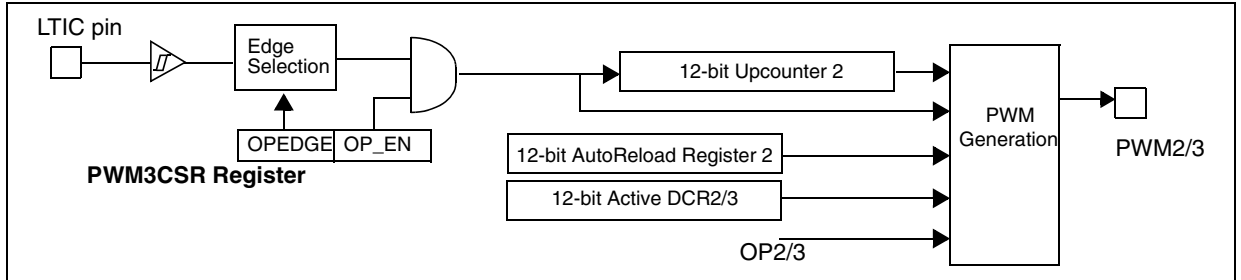 LTIC pin
Edge
Selection
12-bit Upcounter 2
OPEDGE OP_EN
PWM3CSR Register
12-bit AutoReload Register 2
12-bit Active DCR2/3
OP2/3
PWM
Generation
PWM2/3